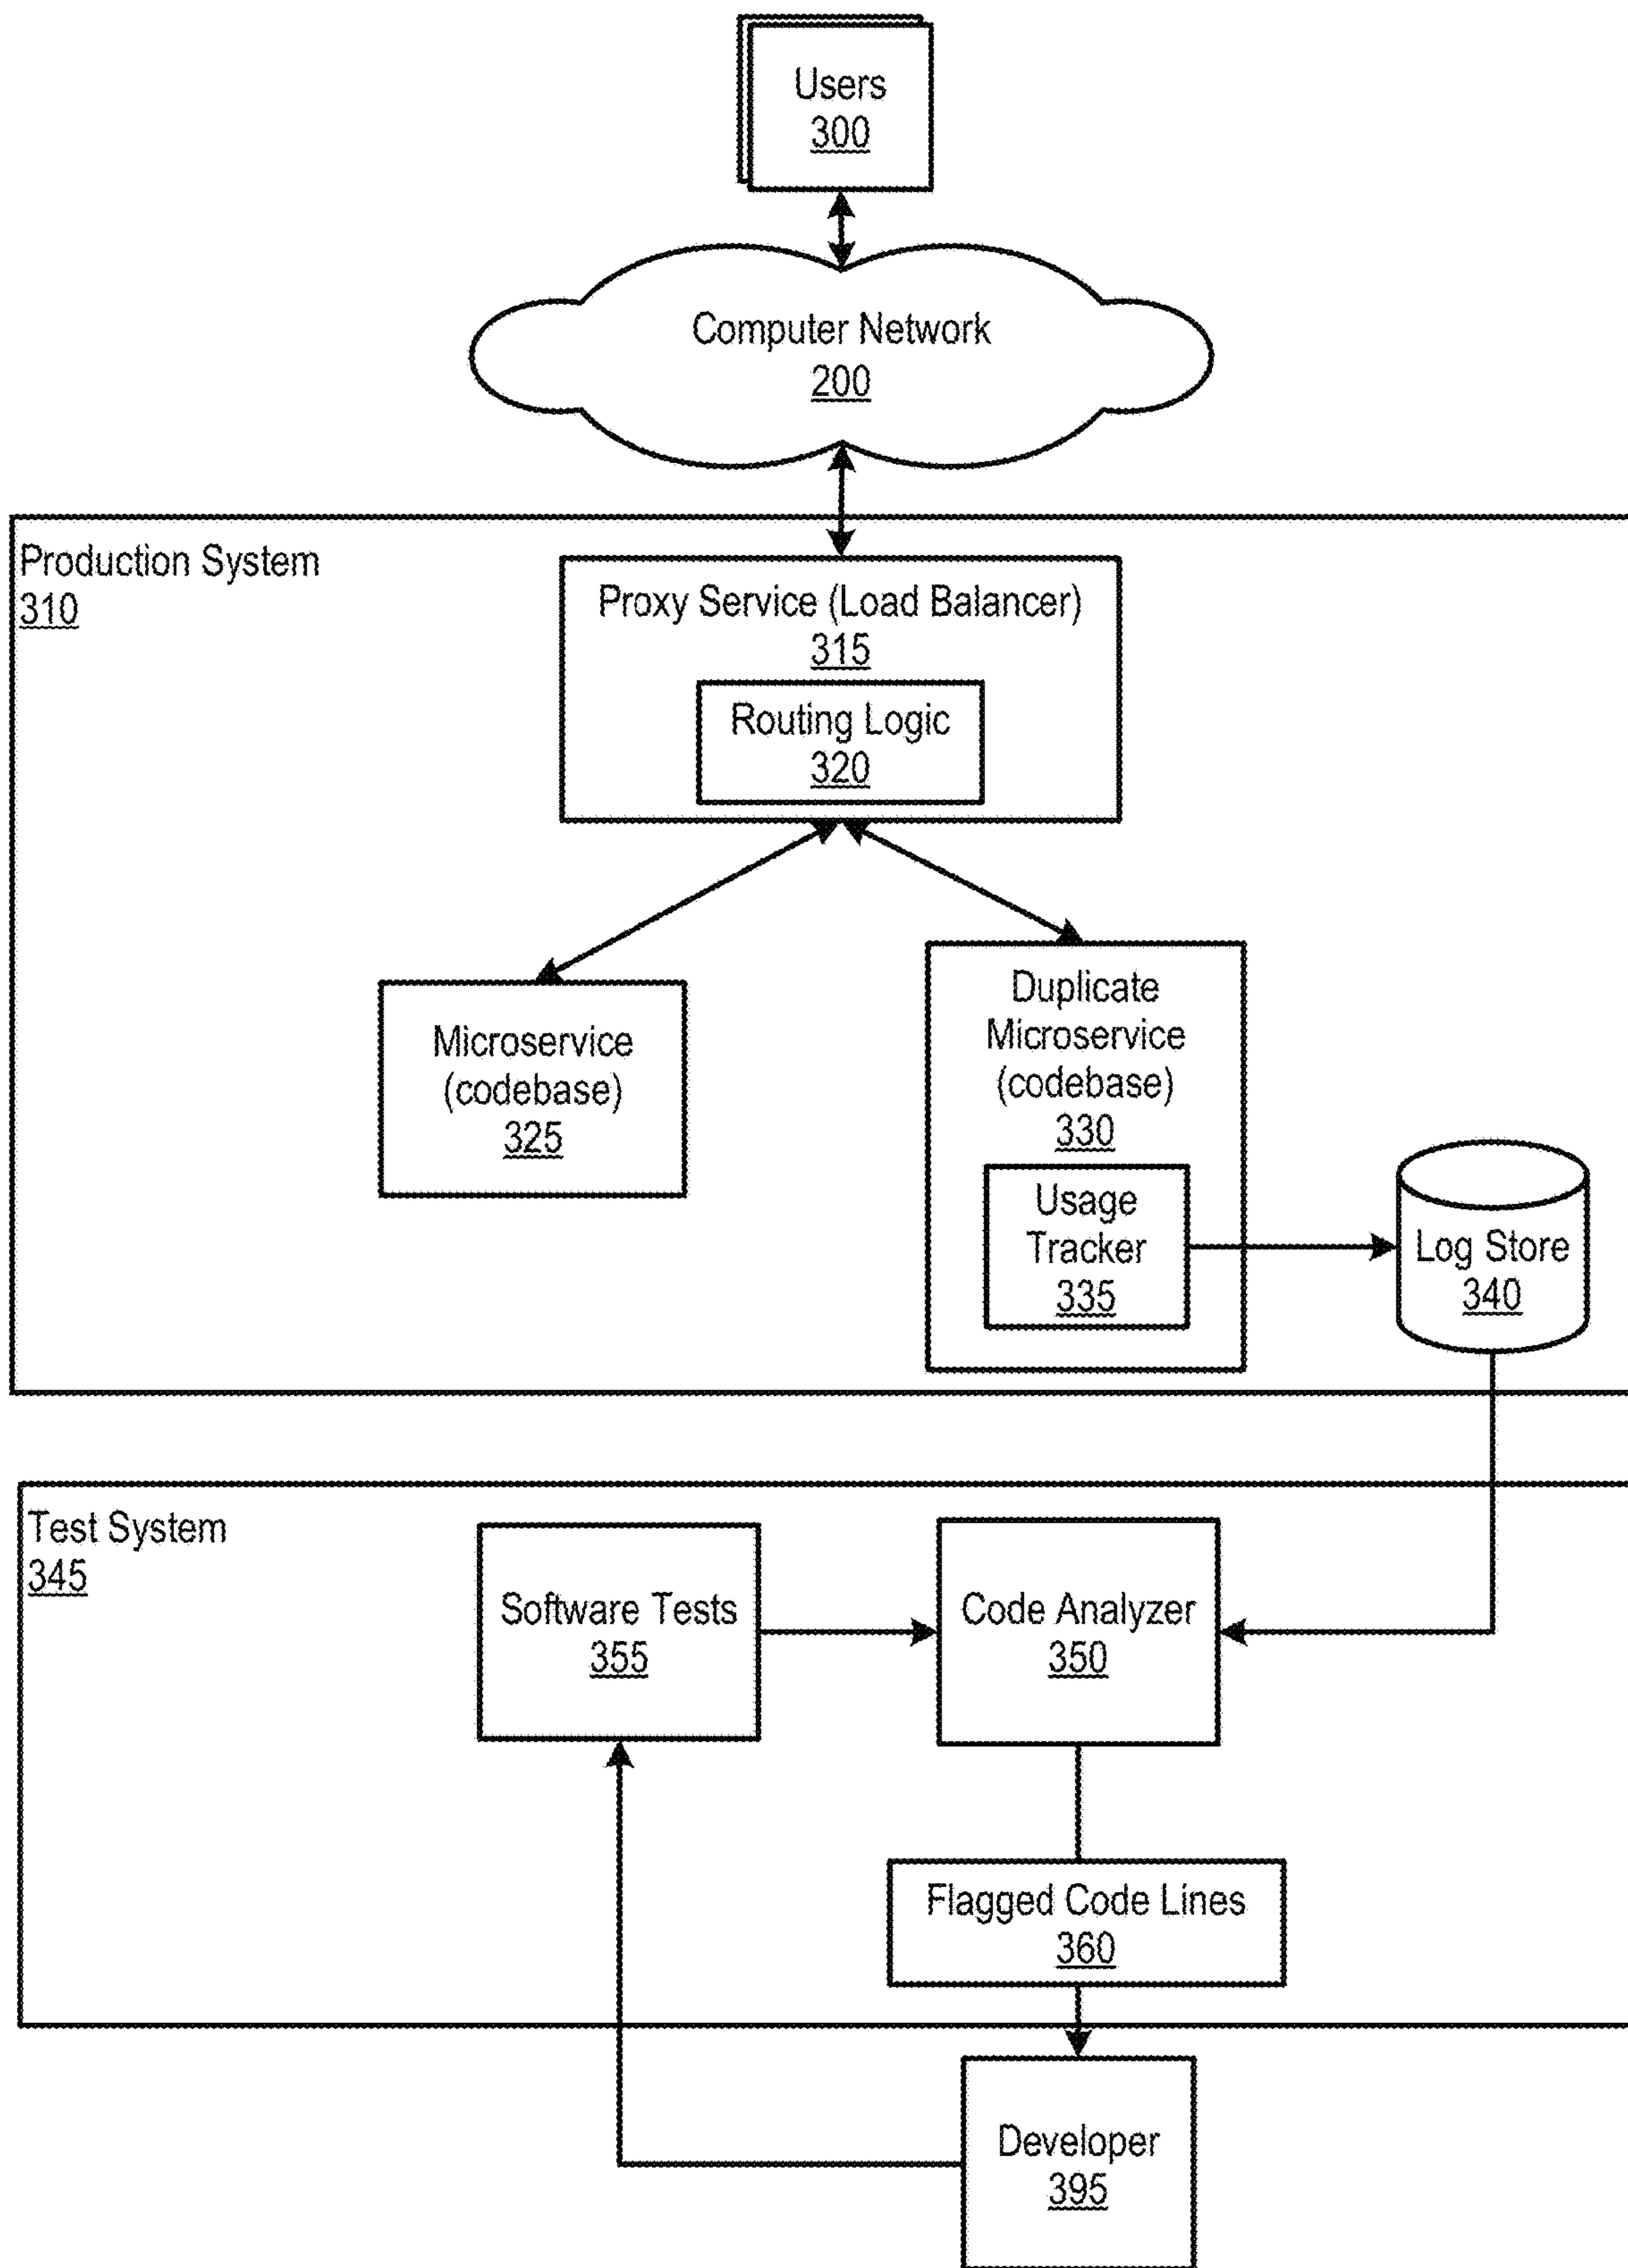 Users
300
Computer Network
200
Production System
310
Proxy Service (Load Balancer)
315
Routing Logic
320
Microservice
(codebase)
325
Duplicate
Microservice
(codebase)
330
Usage
Tracker
335
Log Store
340
Test System
345
Software Tests
355
Code Analyzer
350
Flagged Code Lines
360
Developer
395